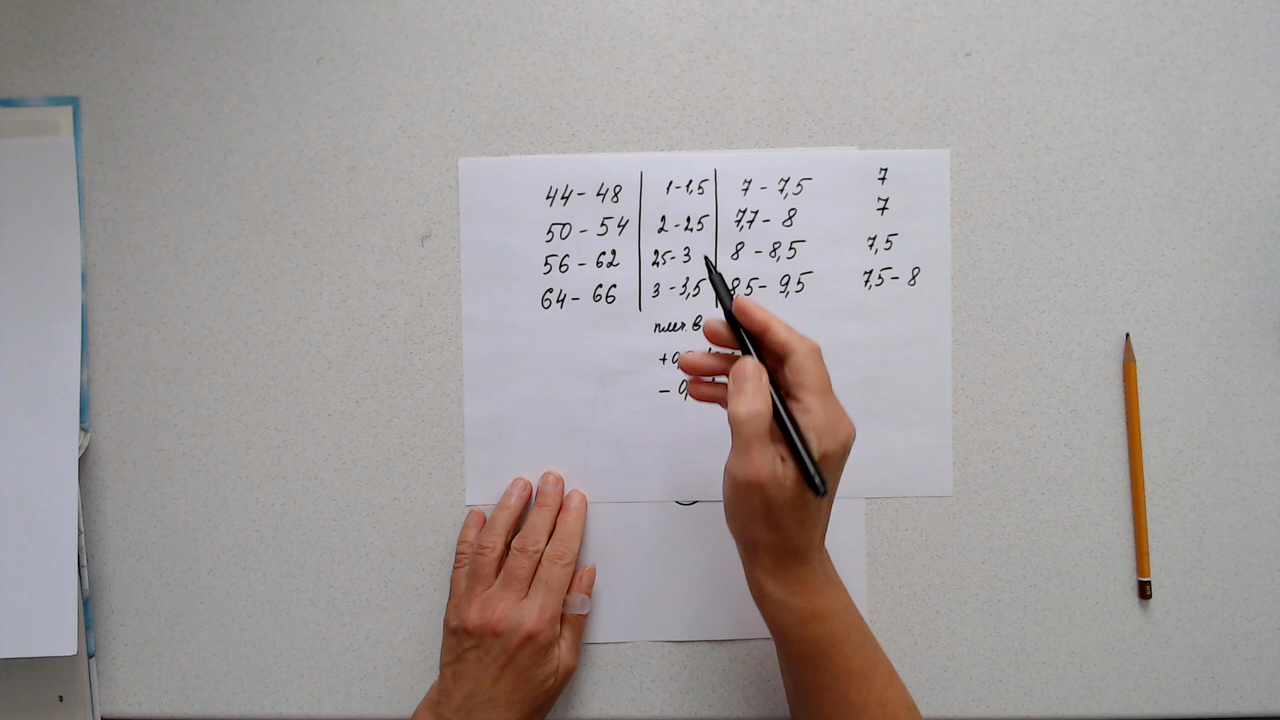 44 - 48 | 1 - 1,5 | 7 - 7,5 7
50 - 54 2 - 2,5 7,7 - 8 7
56 - 62 2,5 - 3 8 - 8,5 7,5
64 - 66 3 - 3,5 8,5 - 9,5 7,5 - 8
плеч. в
+ 0,
- 0,